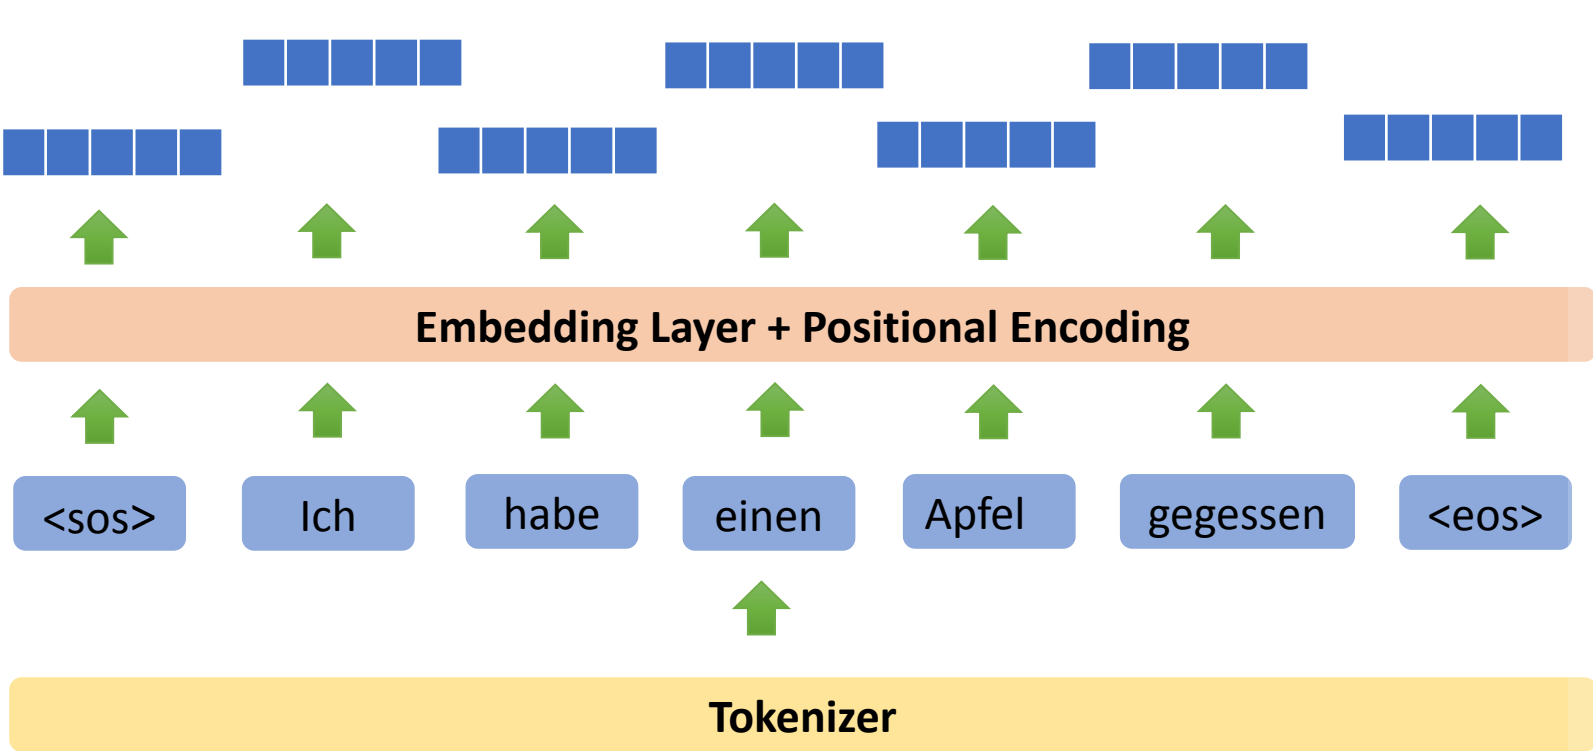 Embedding Layer + Positional Encoding
<sos> Ich habe einen Apfel gegessen <eos>
Tokenizer